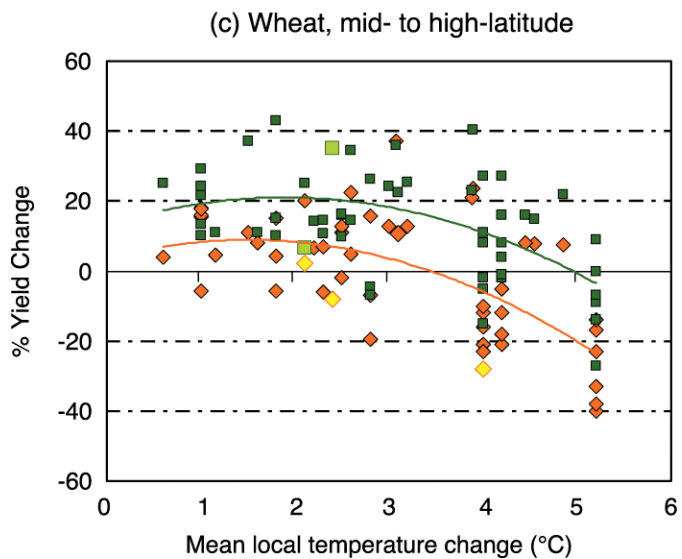 (c) Wheat, mid- to high-latitude
60
40
20
0
-20
-40
-60
% Yield Change
0 1 2 3 4 5 6
Mean local temperature change (°C)